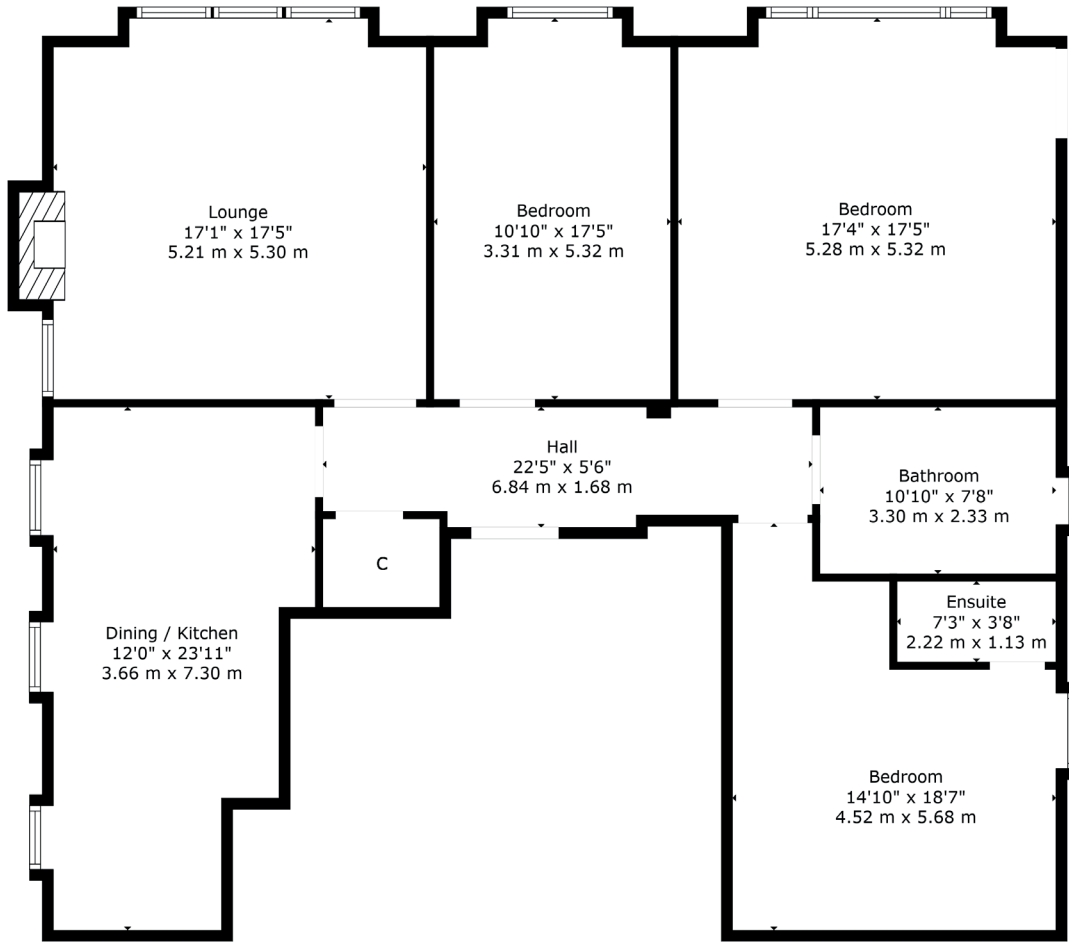 Lounge
17'1" x 17'5"
5.21 m x 5.30 m
Bedroom
10'10" x 17'5"
3.31 m x 5.32 m
Bedroom
17'4" x 17'5"
5.28 m x 5.32 m
Hall
22'5" x 5'6"
6.84 m x 1.68 m
Bathroom
10'10" x 7'8"
3.30 m x 2.33 m
C
Ensuite
7'3" x 3'8"
2.22 m x 1.13 m
Dining / Kitchen
12'0" x 23'11"
3.66 m x 7.30 m
Bedroom
14'10" x 18'7"
4.52 m x 5.68 m